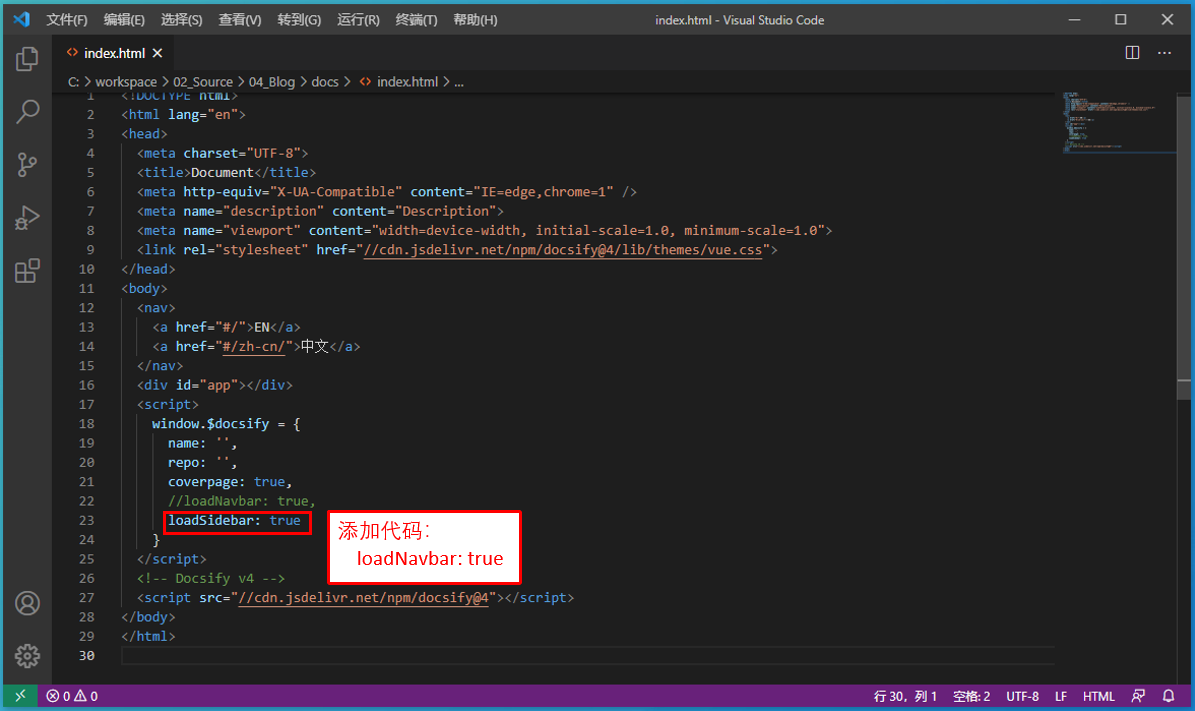 文件(F) 编辑(E) 选择(S) 查看(V) 转到(G) 运行(R) 终端(T) 帮助(H) index.html - Visual Studio Code
index.html
C: > workspace > 02_Source > 04_Blog > docs > index.html > ...
1 <!DOCTYPE html>
2 <html lang="en">
3 <head>
4 <meta charset="UTF-8">
5 <title>Document</title>
6 <meta http-equiv="X-UA-Compatible" content="IE=edge,chrome=1" />
7 <meta name="description" content="Description">
8 <meta name="viewport" content="width=device-width, initial-scale=1.0, minimum-scale=1.0">
9 <link rel="stylesheet" href="//cdn.jsdelivr.net/npm/docsify@4/lib/themes/vue.css">
10 </head>
11 <body>
12 <nav>
13 <a href="#/">EN</a>
14 <a href="#/zh-cn/">中文</a>
15 </nav>
16 <div id="app"></div>
17 <script>
18 window.$docsify = {
19 name: '',
20 repo: '',
21 coverpage: true,
22 //loadNavbar: true,
23 loadSidebar: true
24 }
添加代码：
loadNavbar: true
25 </script>
26 <!-- Docsify v4 -->
27 <script src="//cdn.jsdelivr.net/npm/docsify@4"></script>
28 </body>
29 </html>
30
0 0 行 30，列 1 空格: 2 UTF-8 LF HTML